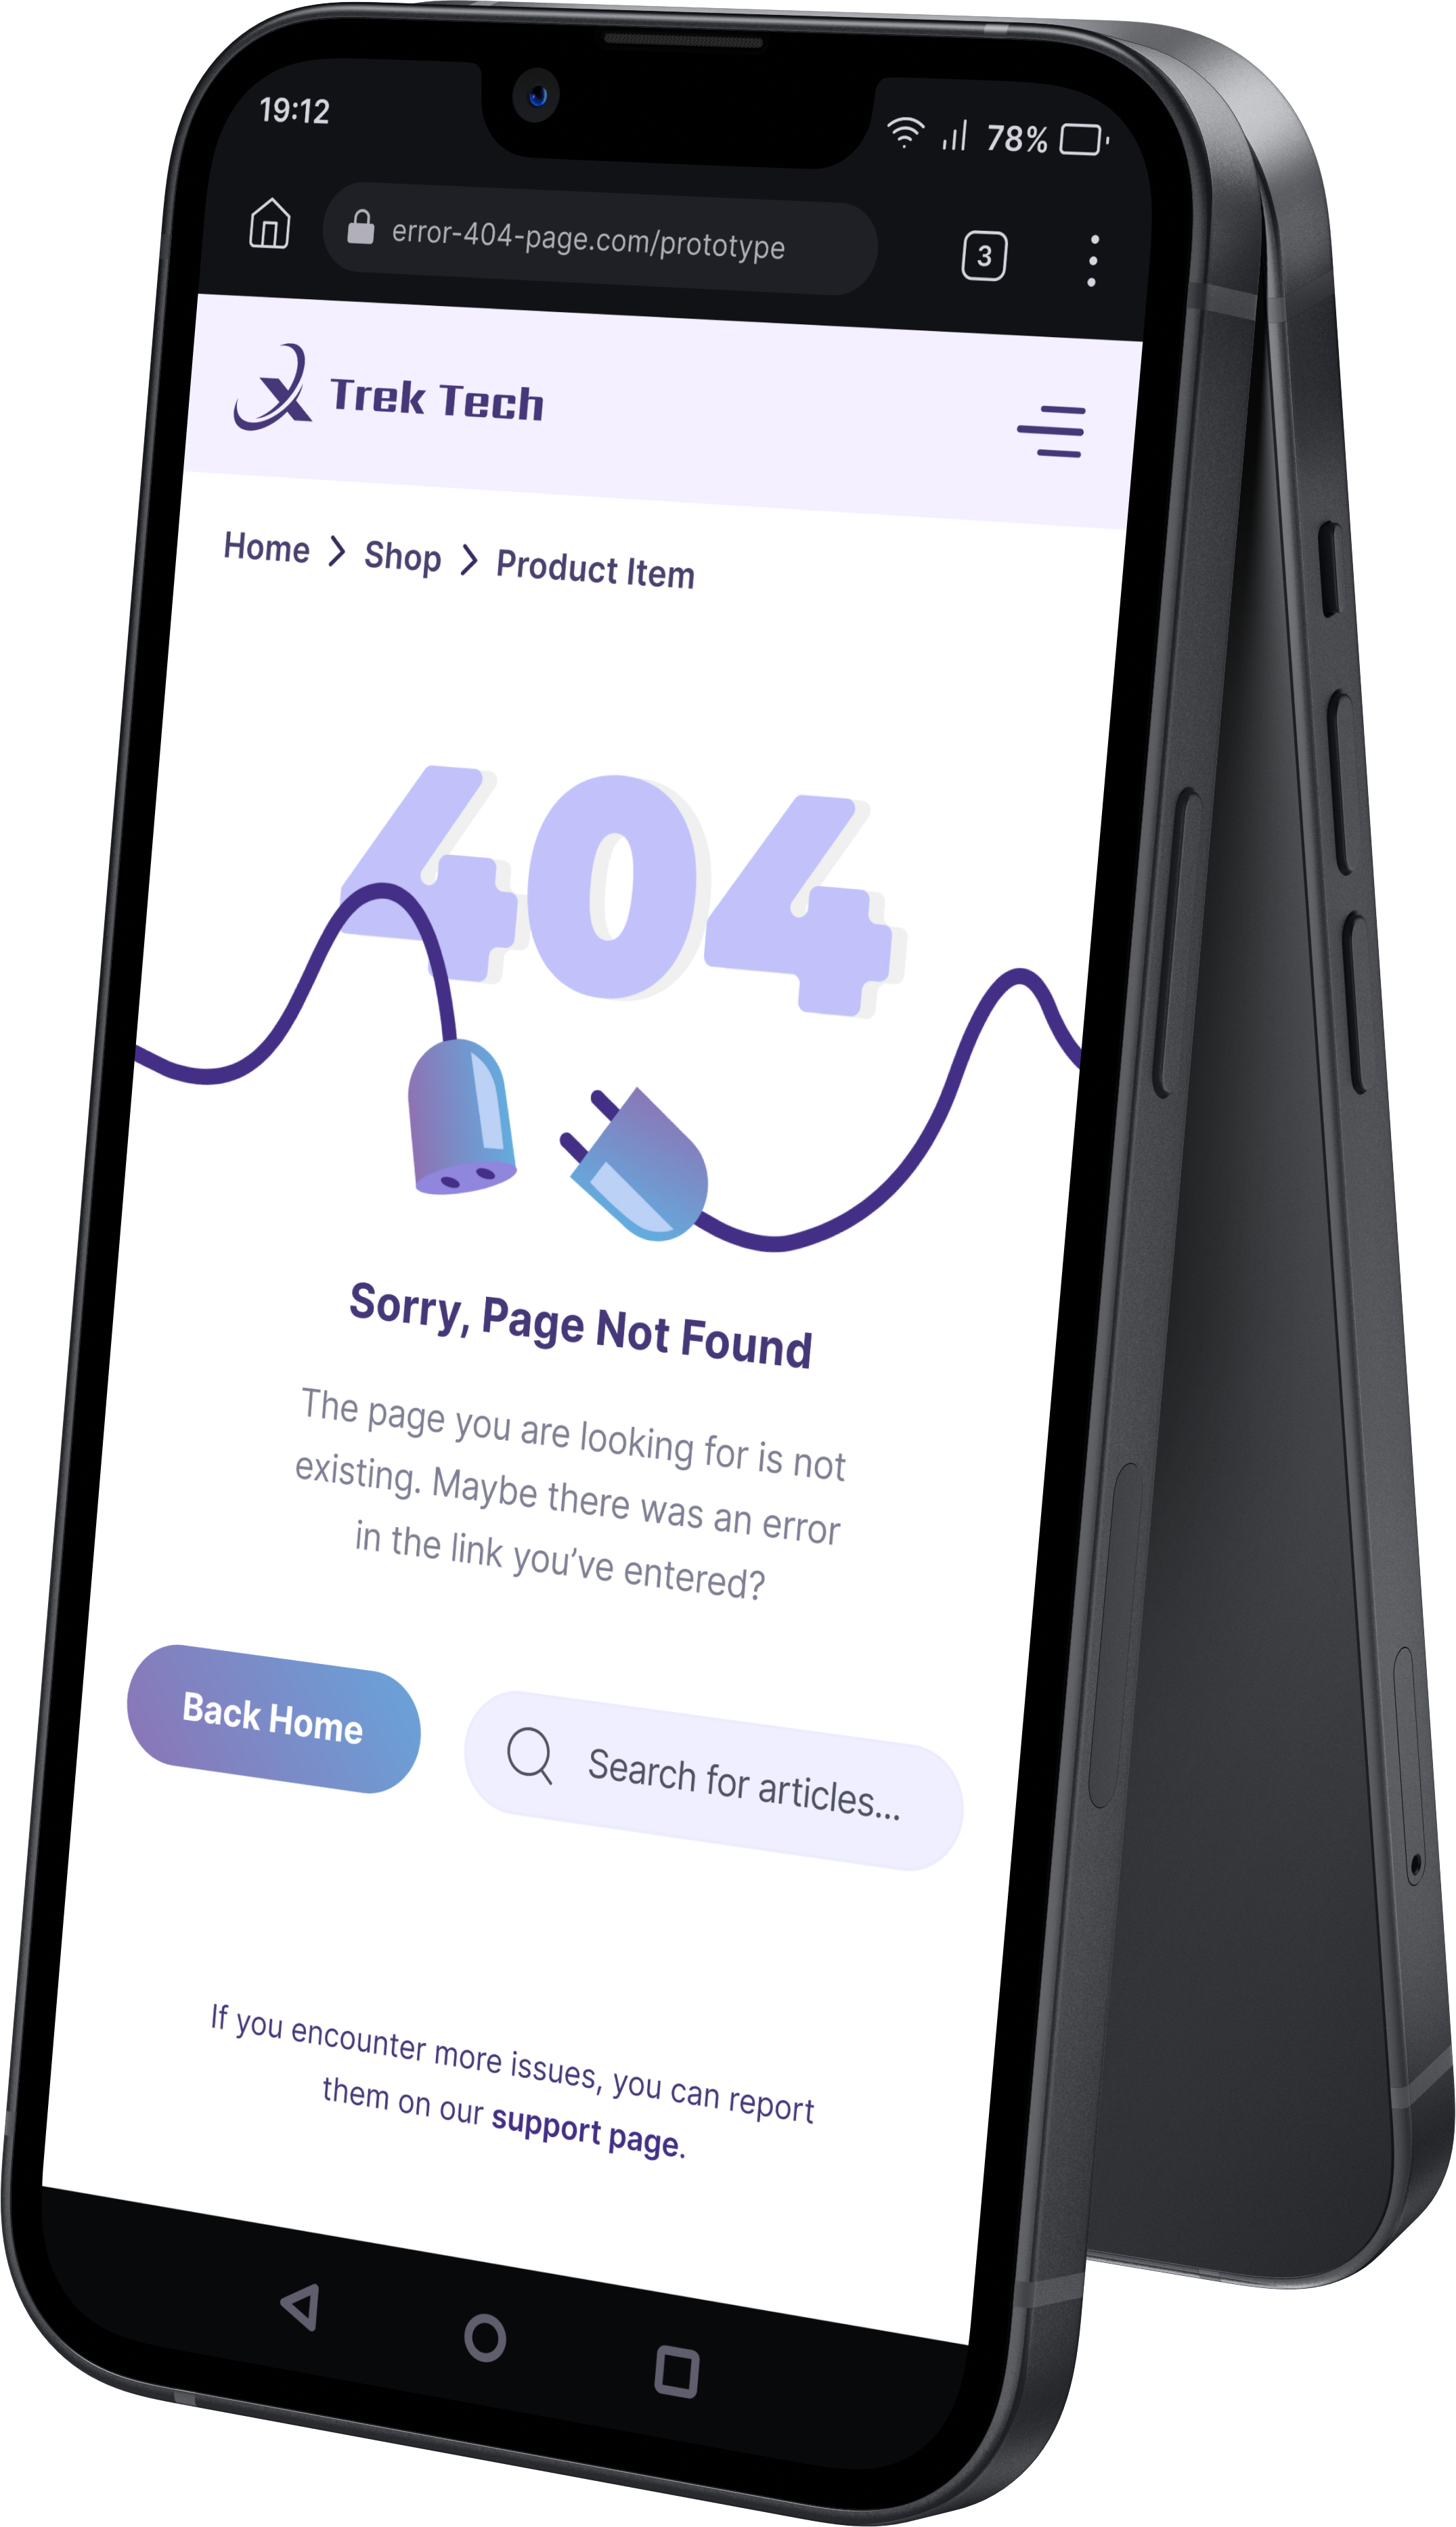 19:12
78%
error-404-page.com/prototype
3
Trek Tech
Home > Shop > Product Item
404
Sorry, Page Not Found
The page you are looking for is not
existing. Maybe there was an error
in the link you’ve entered?
Back Home
Search for articles...
If you encounter more issues, you can report
them on our support page.